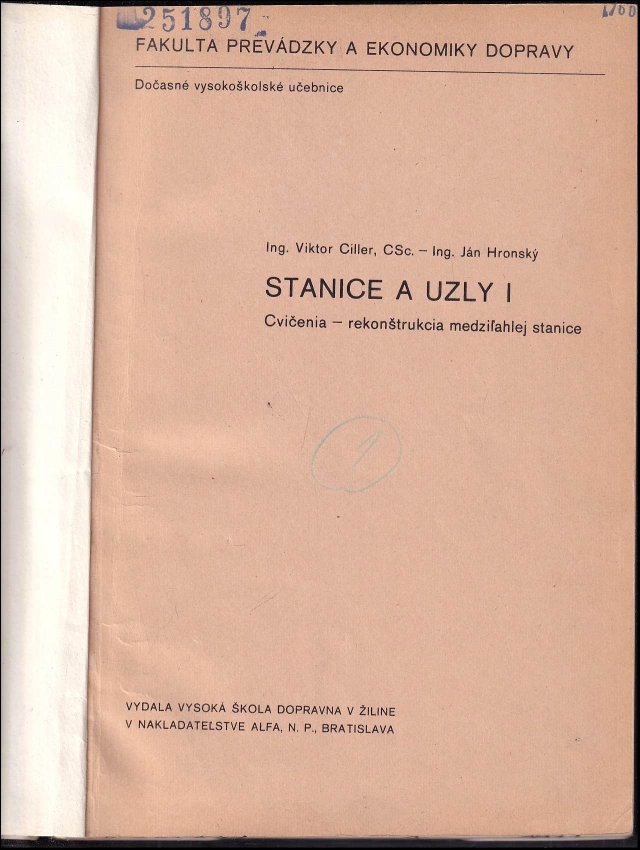 251897
FAKULTA PREVÁDZKY A EKONOMIKY DOPRAVY
Dočasné vysokoškolské učebnice
Ing. Viktor Ciller, CSc. – Ing. Ján Hronský
STANICE A UZLY I
Cvičenia – rekonštrukcia medziľahlej stanice
1
VYDALA VYSOKÁ ŠKOLA DOPRAVNA V ŽILINE
V NAKLADATEĽSTVE ALFA, N. P., BRATISLAVA